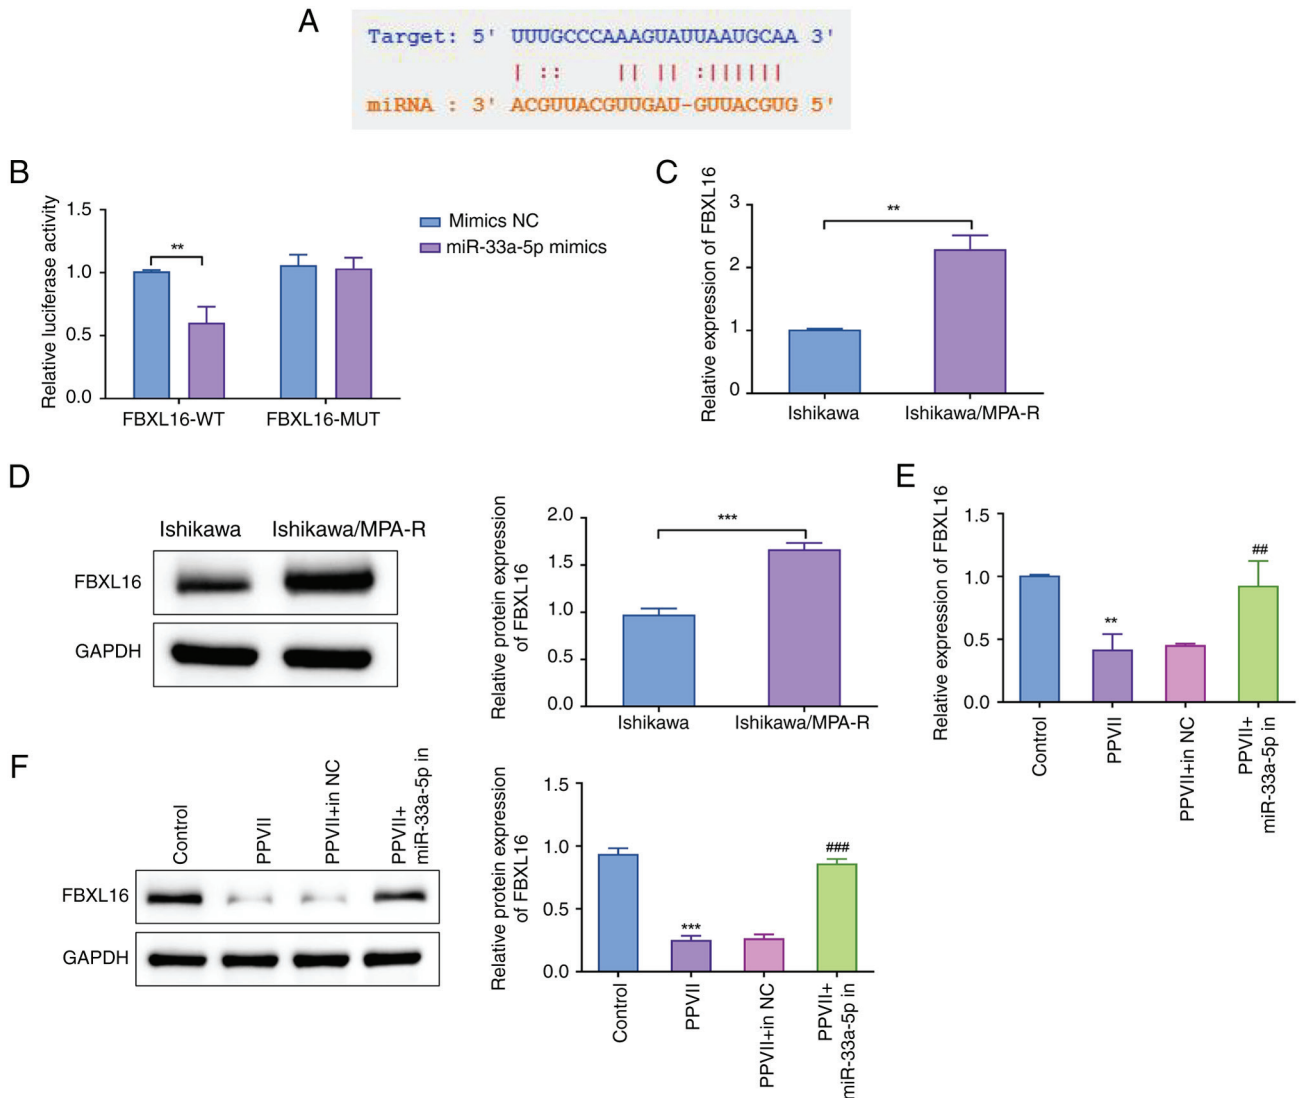 A
Target: 5' UUUGCCCAAAGUAUUAAUGCAA 3'
| :: || || :||||||
miRNA : 3' ACGUUACGUUGAU-GUUACGUG 5'
B
Relative luciferase activity
1.5
1.0
0.5
0.0
**
FBXL16-WT
FBXL16-MUT
Mimics NC
miR-33a-5p mimics
C
Relative expression of FBXL16
3
2
1
0
**
Ishikawa
Ishikawa/MPA-R
D
Ishikawa
Ishikawa/MPA-R
FBXL16
GAPDH
Relative protein expression
of FBXL16
2.0
1.5
1.0
0.5
0.0
***
Ishikawa
Ishikawa/MPA-R
E
Relative expression of FBXL16
1.5
1.0
0.5
0.0
**
##
Control
PPVII
PPVII+in NC
PPVII+
miR-33a-5p in
F
Control
PPVII
PPVII+in NC
PPVII+
miR-33a-5p in
FBXL16
GAPDH
Relative protein expression
of FBXL16
1.5
1.0
0.5
0.0
***
###
Control
PPVII
PPVII+in NC
PPVII+
miR-33a-5p in